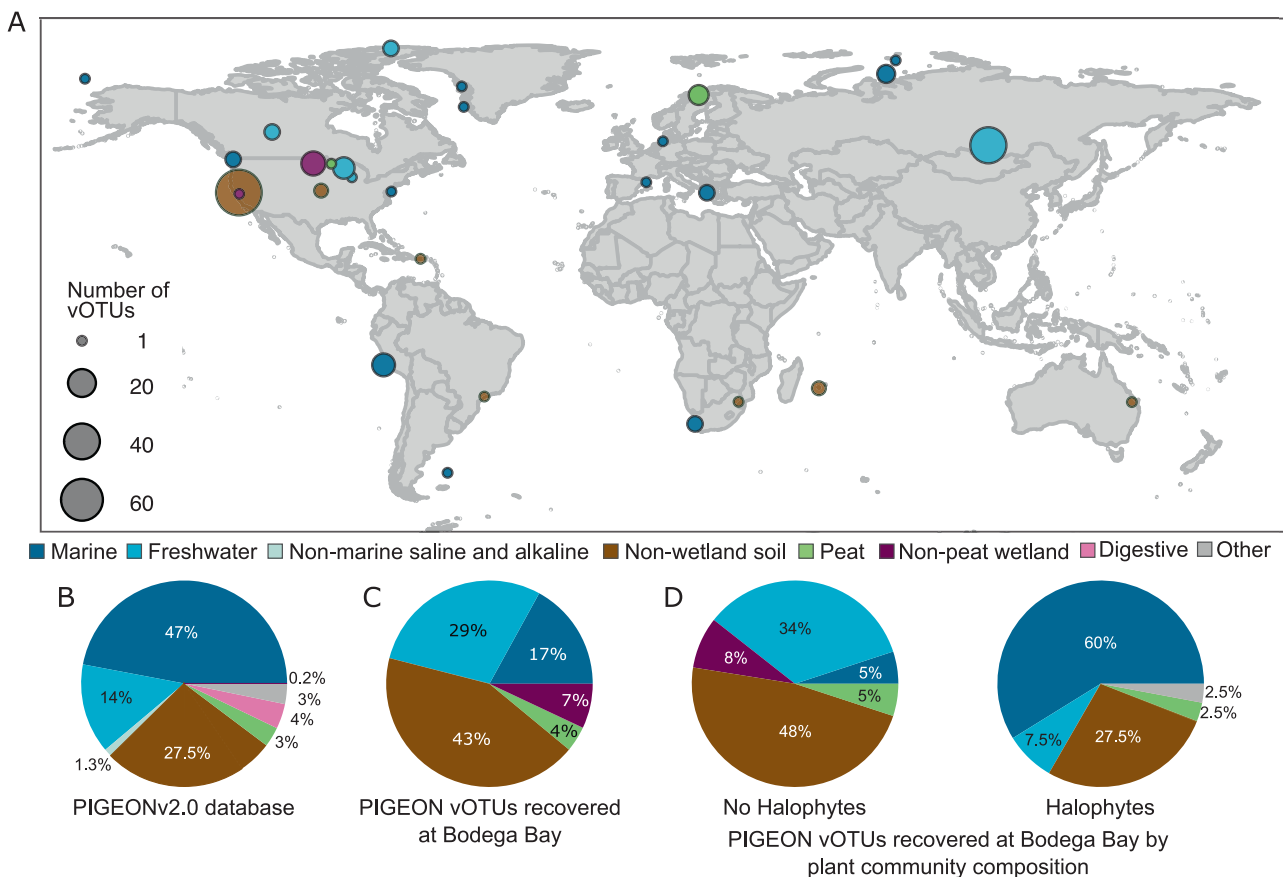 A
Number of
vOTUs
1
20
40
60
Marine Freshwater Non-marine saline and alkaline Non-wetland soil Peat Non-peat wetland Digestive Other
B
47%
0.2%
3%
4%
3%
27.5%
1.3%
14%
PIGEONv2.0 database
C
29%
17%
7%
4%
43%
PIGEON vOTUs recovered
at Bodega Bay
D
34%
8%
5%
5%
48%
No Halophytes
60%
2.5%
2.5%
7.5%
27.5%
Halophytes
PIGEON vOTUs recovered at Bodega Bay by
plant community composition